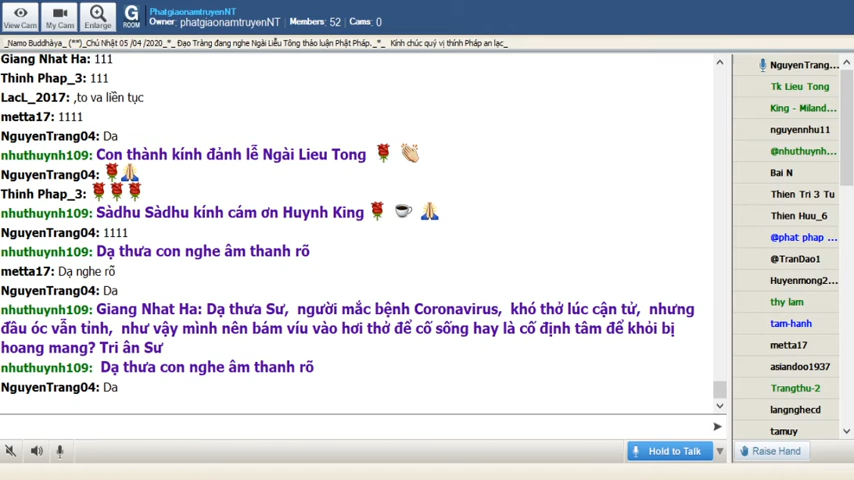 View Cam
My Cam
Enlarge
G
ROOM
PhatgiaonamtruyenNT
Owner: phatgiaonamtruyenNT | Members: 52 | Cams: 0
_Namo Buddhàya_ (**)_Chủ Nhật 05 /04 /2020_*_ Đạo Tràng đang nghe Ngài Liễu Tông thảo luận Phật Pháp._*_ Kính chúc quý vị thính Pháp an lạc_
Giang Nhat Ha: 111
Thinh Phap_3: 111
LacL_2017: ,to va liền tục
metta17: 1111
NguyenTrang04: Da
nhuthuynh109: Con thành kính đảnh lễ Ngài Lieu Tong
NguyenTrang04:
Thinh Phap_3:
nhuthuynh109: Sàdhu Sàdhu kính cám ơn Huynh King
NguyenTrang04: 1111
nhuthuynh109: Dạ thưa con nghe âm thanh rõ
metta17: Dạ nghe rõ
NguyenTrang04: Da
nhuthuynh109: Giang Nhat Ha: Dạ thưa Sư, người mắc bệnh Coronavirus, khó thở lúc cận tử, nhưng
đầu óc vẫn tỉnh, như vậy mình nên bám víu vào hơi thở để cố sống hay là cố định tâm để khỏi bị
hoang mang? Tri ân Sư
nhuthuynh109: Dạ thưa con nghe âm thanh rõ
NguyenTrang04: Da
NguyenTrang...
Tk Lieu Tong
King - Miland...
nguyennhu11
@nhuthuynh...
Bai N
Thien Tri 3 Tu
Thien Huu_6
@phat phap ...
@TranDao1
Huyenmong2...
thy lam
tam-hanh
metta17
asiandoo1937
Trangthu-2
langnghecd
tamuy
Hold to Talk
Raise Hand